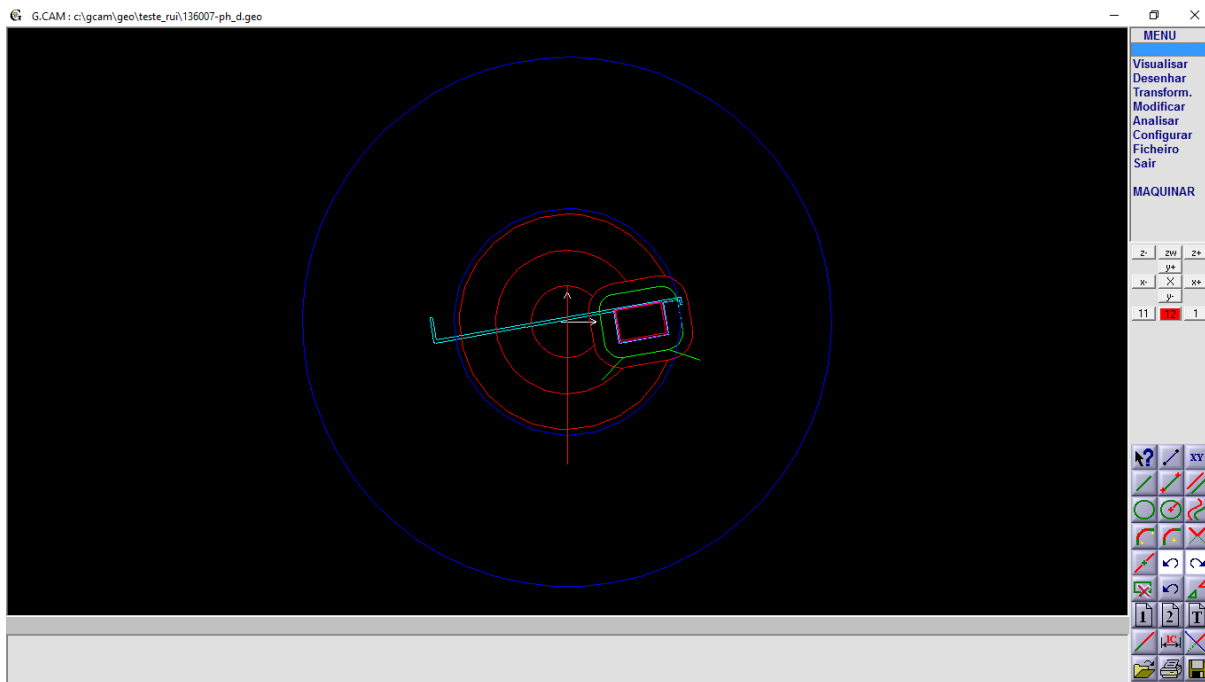 G.CAM : c:\gcam\geo\teste_rui\136007-ph_d.geo
MENU
Visualisar
Desenhar
Transform.
Modificar
Analisar
Configurar
Ficheiro
Sair
MAQUINAR
z- zw z+
y+
x- X x+
y-
11 12 1
XY
1 2 T
1C